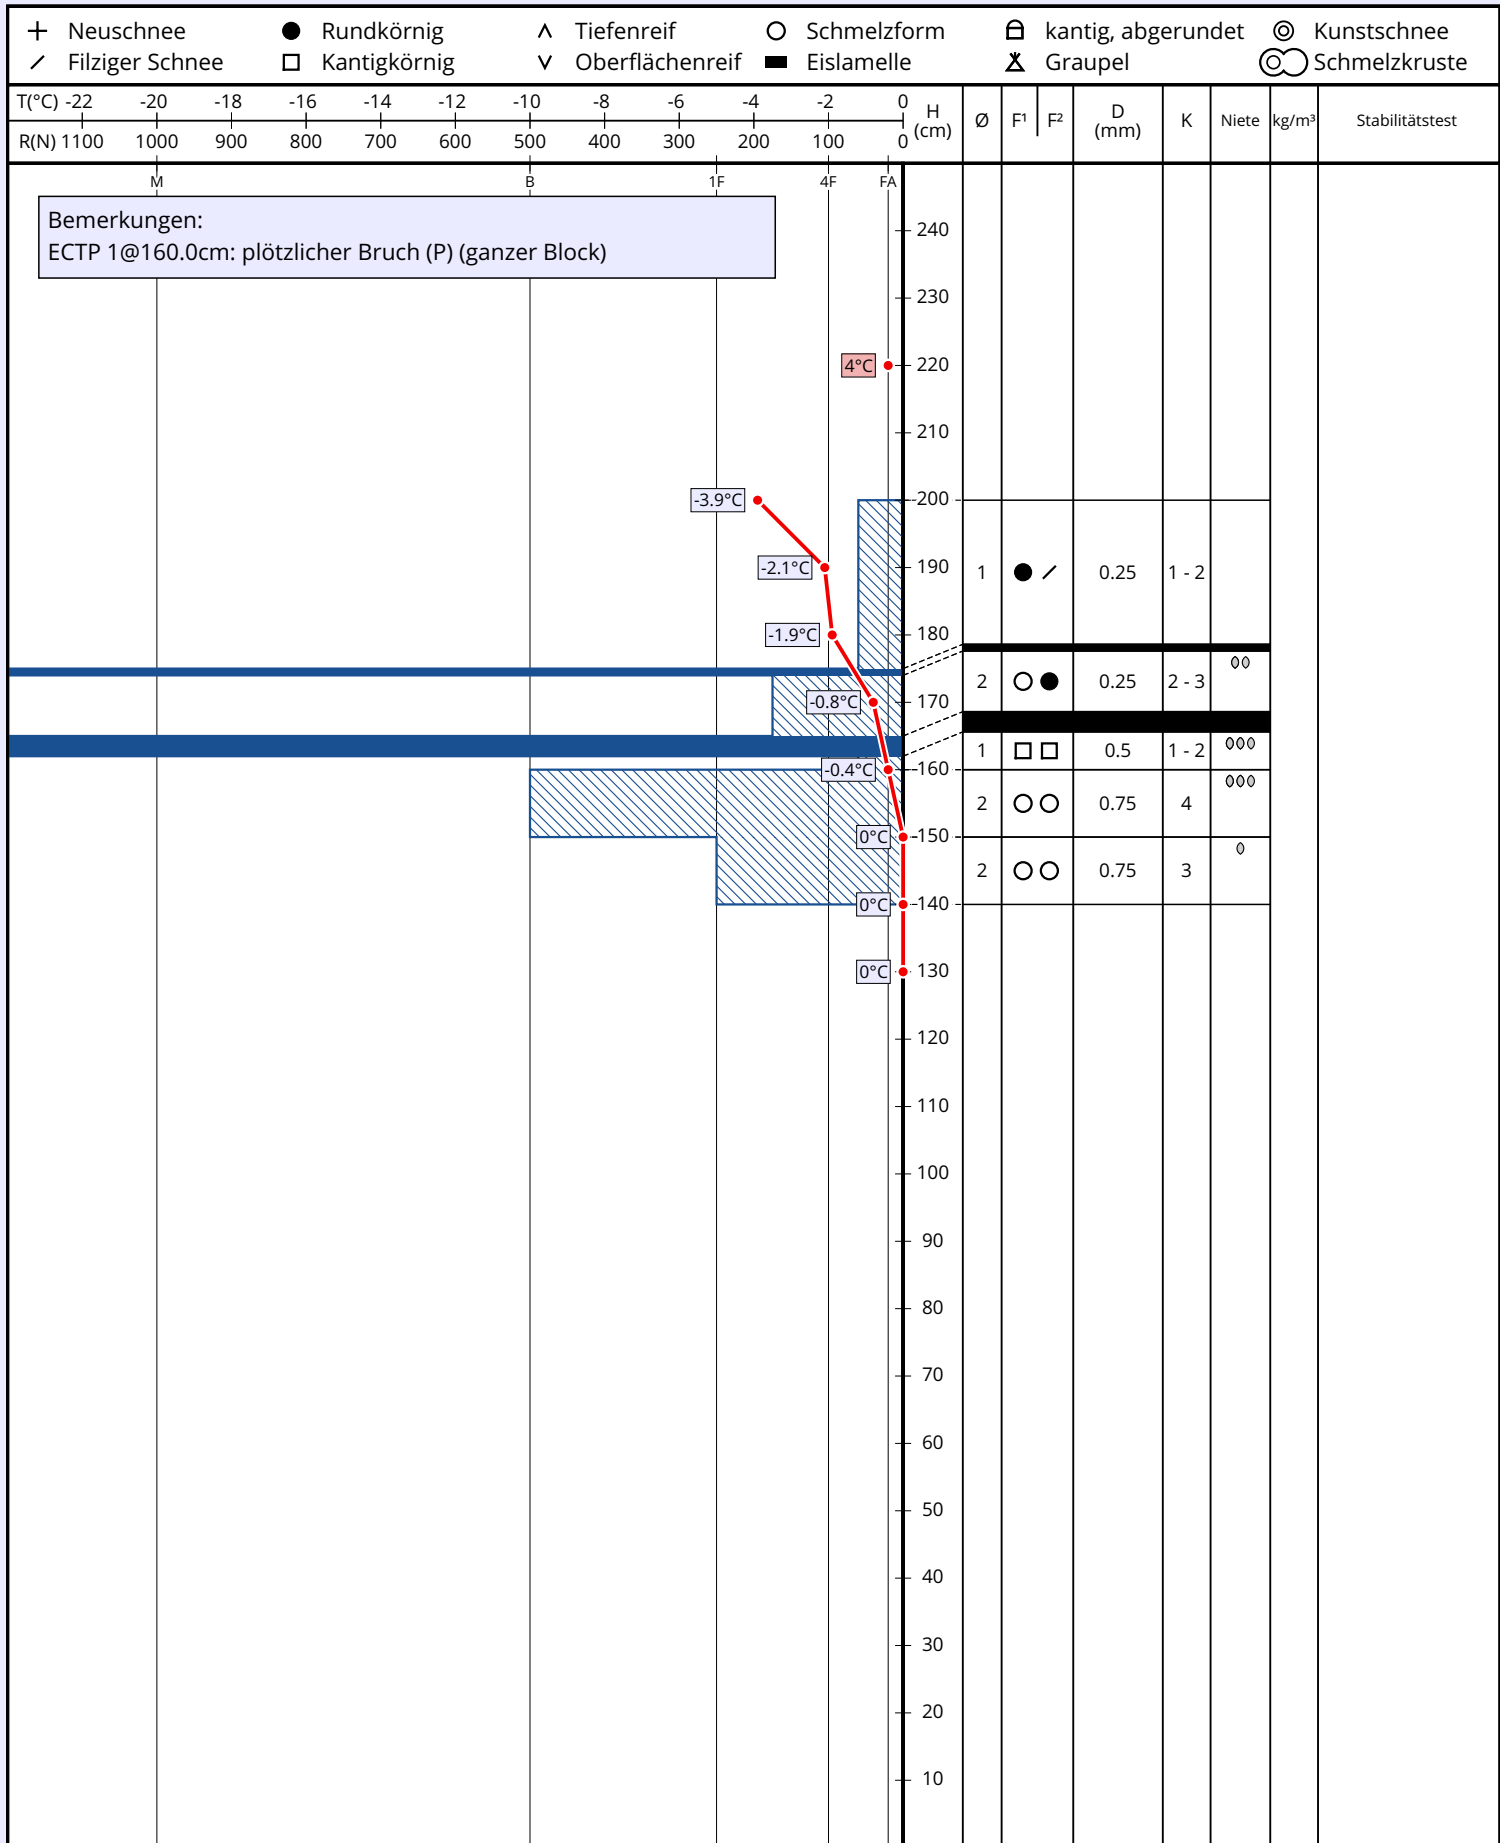 Neuschnee Rundkörnig Tiefenreif Schmelzform kantig, abgerundet Kunstschnee
Filziger Schnee Kantigkörnig Oberflächenreif Eislamelle Graupel Schmelzkruste
T(°C) -22 -20 -18 -16 -14 -12 -10 -8 -6 -4 -2 0
R(N) 1100 1000 900 800 700 600 500 400 300 200 100 0
H (cm) Ø F¹ F² D (mm) K Niete kg/m³ Stabilitätstest
M B 1F 4F FA
Bemerkungen:
ECTP 1@160.0cm: plötzlicher Bruch (P) (ganzer Block)
240
230
4°C 220
210
-3.9°C 200
-2.1°C 190 1 0.25 1 - 2
-1.9°C 180
2 0.25 2 - 3
-0.8°C 170
1 0.5 1 - 2
-0.4°C 160
2 0.75 4
0°C 150
2 0.75 3
0°C 140
0°C 130
120
110
100
90
80
70
60
50
40
30
20
10